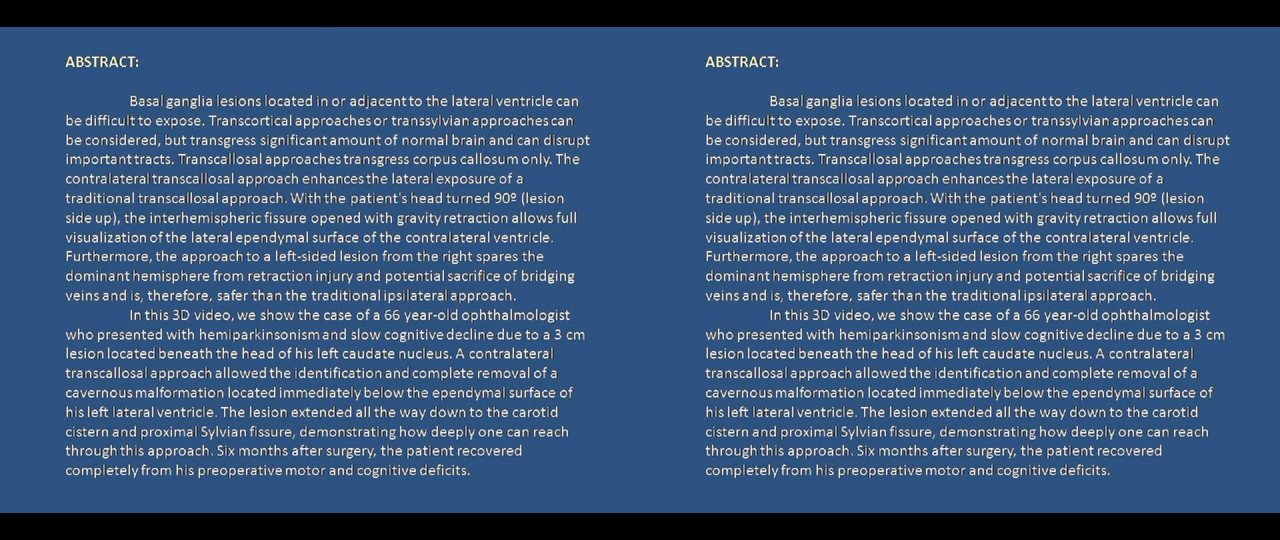 ABSTRACT:
Basal ganglia lesions located in or adjacent to the lateral ventricle can
be difficult to expose. Transcortical approaches or transsylvian approaches can
be considered, but transgress significant amount of normal brain and can disrupt
important tracts. Transcallosal approaches transgress corpus callosum only. The
contralateral transcallosal approach enhances the lateral exposure of a
traditional transcallosal approach. With the patient's head turned 90º (lesion
side up), the interhemispheric fissure opened with gravity retraction allows full
visualization of the lateral ependymal surface of the contralateral ventricle.
Furthermore, the approach to a left-sided lesion from the right spares the
dominant hemisphere from retraction injury and potential sacrifice of bridging
veins and is, therefore, safer than the traditional ipsilateral approach.
In this 3D video, we show the case of a 66 year-old ophthalmologist
who presented with hemiparkinsonism and slow cognitive decline due to a 3 cm
lesion located beneath the head of his left caudate nucleus. A contralateral
transcallosal approach allowed the identification and complete removal of a
cavernous malformation located immediately below the ependymal surface of
his left lateral ventricle. The lesion extended all the way down to the carotid
cistern and proximal Sylvian fissure, demonstrating how deeply one can reach
through this approach. Six months after surgery, the patient recovered
completely from his preoperative motor and cognitive deficits.
ABSTRACT:
Basal ganglia lesions located in or adjacent to the lateral ventricle can
be difficult to expose. Transcortical approaches or transsylvian approaches can
be considered, but transgress significant amount of normal brain and can disrupt
important tracts. Transcallosal approaches transgress corpus callosum only. The
contralateral transcallosal approach enhances the lateral exposure of a
traditional transcallosal approach. With the patient's head turned 90º (lesion
side up), the interhemispheric fissure opened with gravity retraction allows full
visualization of the lateral ependymal surface of the contralateral ventricle.
Furthermore, the approach to a left-sided lesion from the right spares the
dominant hemisphere from retraction injury and potential sacrifice of bridging
veins and is, therefore, safer than the traditional ipsilateral approach.
In this 3D video, we show the case of a 66 year-old ophthalmologist
who presented with hemiparkinsonism and slow cognitive decline due to a 3 cm
lesion located beneath the head of his left caudate nucleus. A contralateral
transcallosal approach allowed the identification and complete removal of a
cavernous malformation located immediately below the ependymal surface of
his left lateral ventricle. The lesion extended all the way down to the carotid
cistern and proximal Sylvian fissure, demonstrating how deeply one can reach
through this approach. Six months after surgery, the patient recovered
completely from his preoperative motor and cognitive deficits.